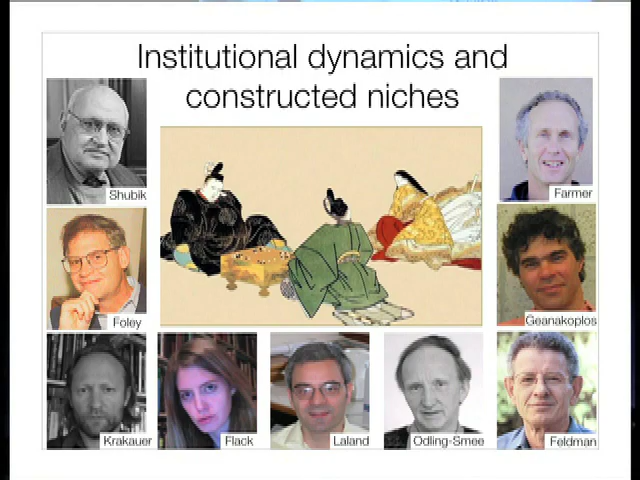 Institutional dynamics and
constructed niches
Shubik
Farmer
Foley
Geanakoplos
Krakauer
Flack
Laland
Odling-Smee
Feldman